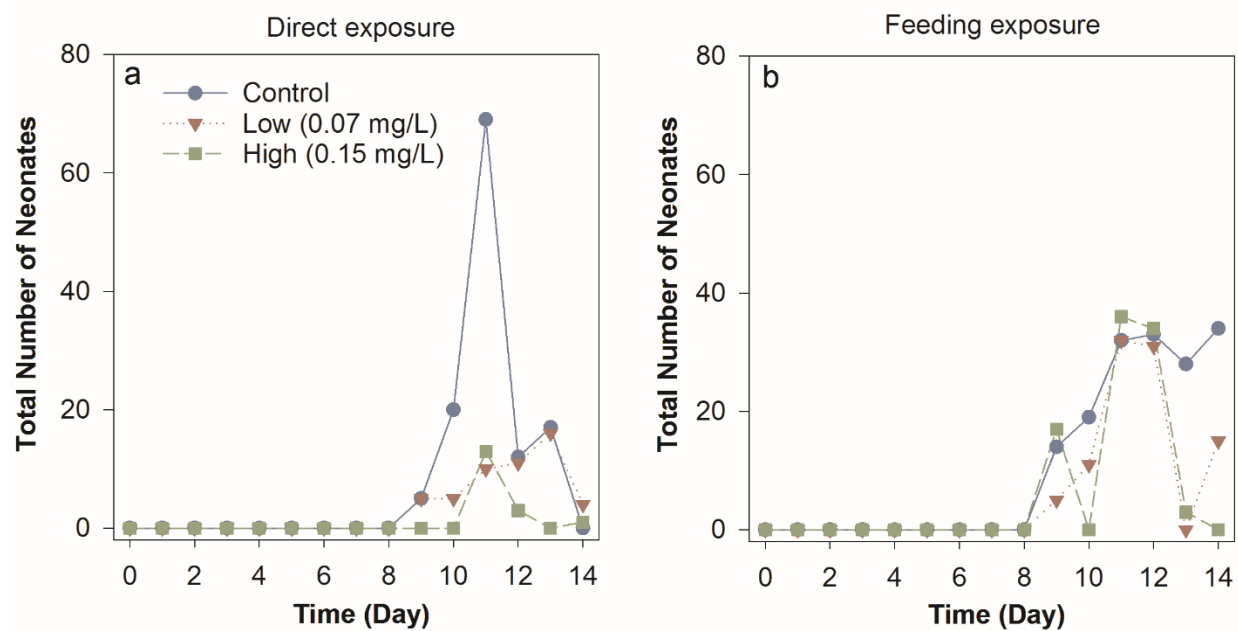 Direct exposure
a
Control
Low (0.07 mg/L)
High (0.15 mg/L)
Total Number of Neonates
80
60
40
20
0
0 2 4 6 8 10 12 14
Time (Day)
Feeding exposure
b
Total Number of Neonates
80
60
40
20
0
0 2 4 6 8 10 12 14
Time (Day)